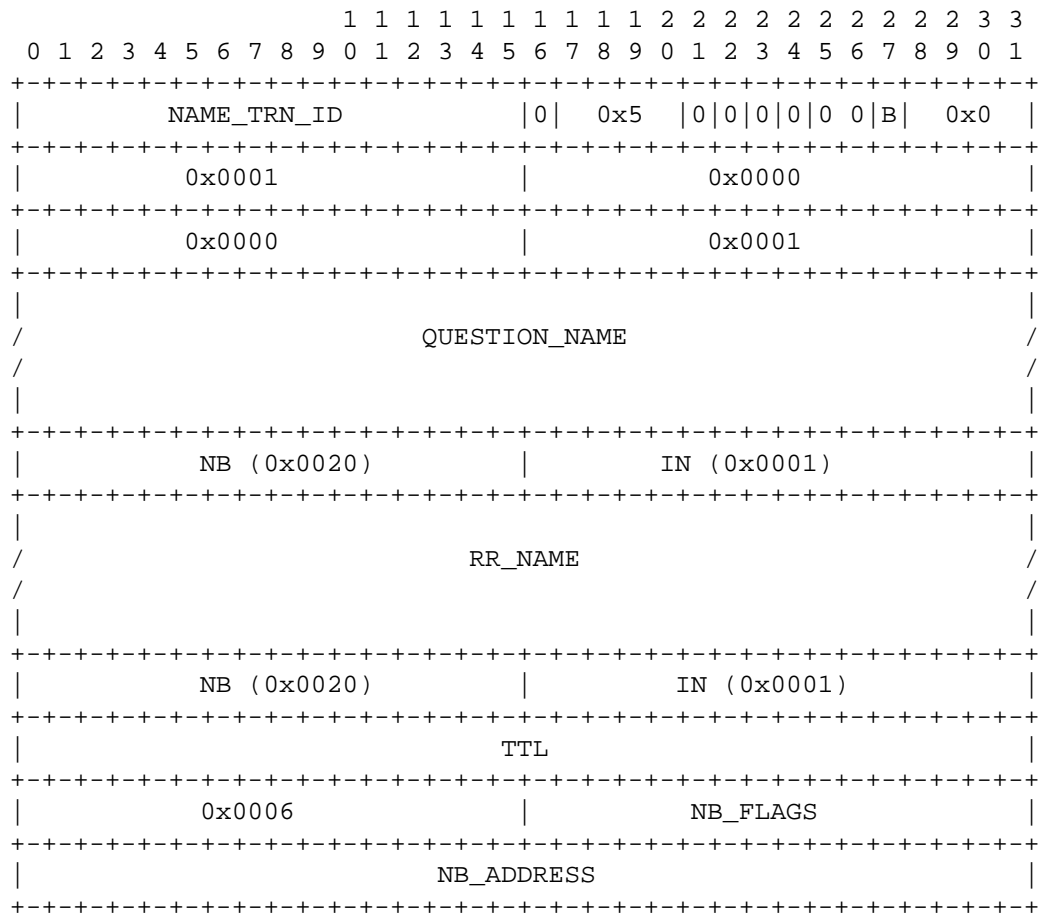 1 1 1 1 1 1 1 1 1 1 2 2 2 2 2 2 2 2 2 2 3 3
 0 1 2 3 4 5 6 7 8 9 0 1 2 3 4 5 6 7 8 9 0 1 2 3 4 5 6 7 8 9 0 1
+-+-+-+-+-+-+-+-+-+-+-+-+-+-+-+-+-+-+-+-+-+-+-+-+-+-+-+-+-+-+-+-+
|         NAME_TRN_ID           |0|  0x5  |0|0|0|0|0 0|B|  0x0  |
+-+-+-+-+-+-+-+-+-+-+-+-+-+-+-+-+-+-+-+-+-+-+-+-+-+-+-+-+-+-+-+-+
|          0x0001               |           0x0000              |
+-+-+-+-+-+-+-+-+-+-+-+-+-+-+-+-+-+-+-+-+-+-+-+-+-+-+-+-+-+-+-+-+
|          0x0000               |           0x0001              |
+-+-+-+-+-+-+-+-+-+-+-+-+-+-+-+-+-+-+-+-+-+-+-+-+-+-+-+-+-+-+-+-+
|                                                               |
/                         QUESTION_NAME                         /
/                                                               /
|                                                               |
+-+-+-+-+-+-+-+-+-+-+-+-+-+-+-+-+-+-+-+-+-+-+-+-+-+-+-+-+-+-+-+-+
|           NB (0x0020)         |        IN (0x0001)            |
+-+-+-+-+-+-+-+-+-+-+-+-+-+-+-+-+-+-+-+-+-+-+-+-+-+-+-+-+-+-+-+-+
|                                                               |
/                            RR_NAME                            /
/                                                               /
|                                                               |
+-+-+-+-+-+-+-+-+-+-+-+-+-+-+-+-+-+-+-+-+-+-+-+-+-+-+-+-+-+-+-+-+
|           NB (0x0020)         |         IN (0x0001)           |
+-+-+-+-+-+-+-+-+-+-+-+-+-+-+-+-+-+-+-+-+-+-+-+-+-+-+-+-+-+-+-+-+
|                              TTL                              |
+-+-+-+-+-+-+-+-+-+-+-+-+-+-+-+-+-+-+-+-+-+-+-+-+-+-+-+-+-+-+-+-+
|           0x0006              |          NB_FLAGS             |
+-+-+-+-+-+-+-+-+-+-+-+-+-+-+-+-+-+-+-+-+-+-+-+-+-+-+-+-+-+-+-+-+
|                          NB_ADDRESS                           |
+-+-+-+-+-+-+-+-+-+-+-+-+-+-+-+-+-+-+-+-+-+-+-+-+-+-+-+-+-+-+-+-+